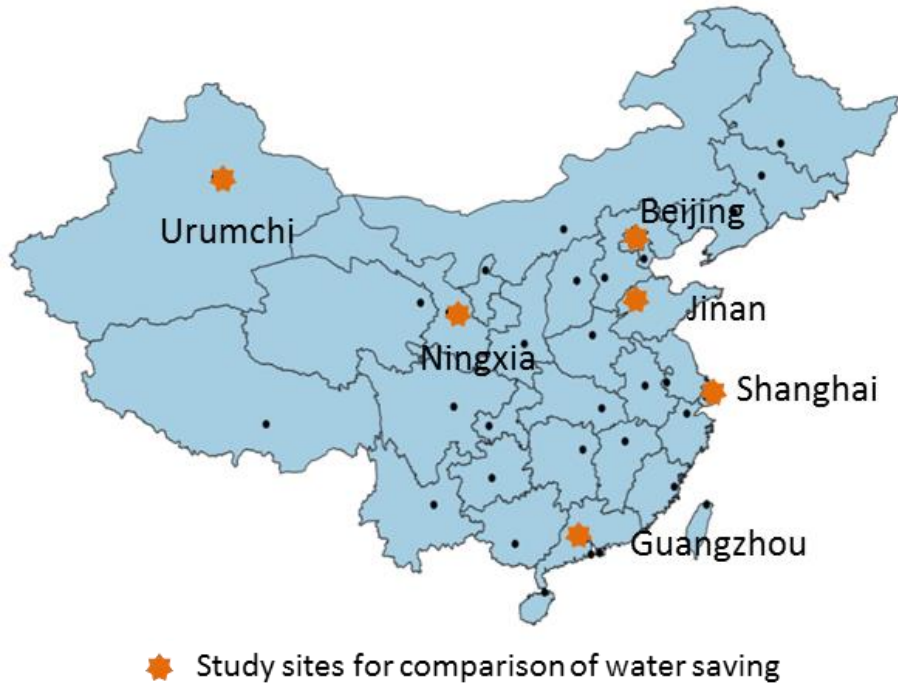 Urumchi
Beijing
Jinan
Ningxia
Shanghai
Guangzhou
Study sites for comparison of water saving